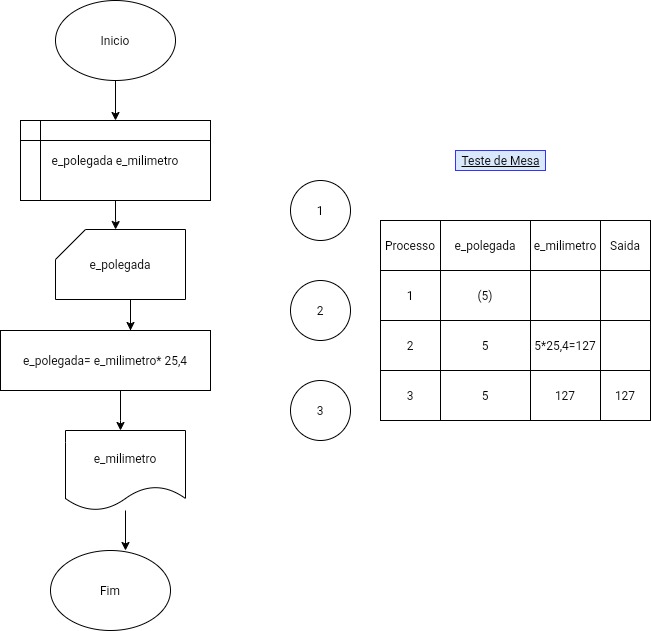 Inicio
e_polegada e_milimetro
e_polegada
e_polegada= e_milimetro* 25,4
e_milimetro
Fim
1
2
3
Teste de Mesa
Processo e_polegada e_milimetro Saida
1 (5)
2 5 5*25,4=127
3 5 127 127